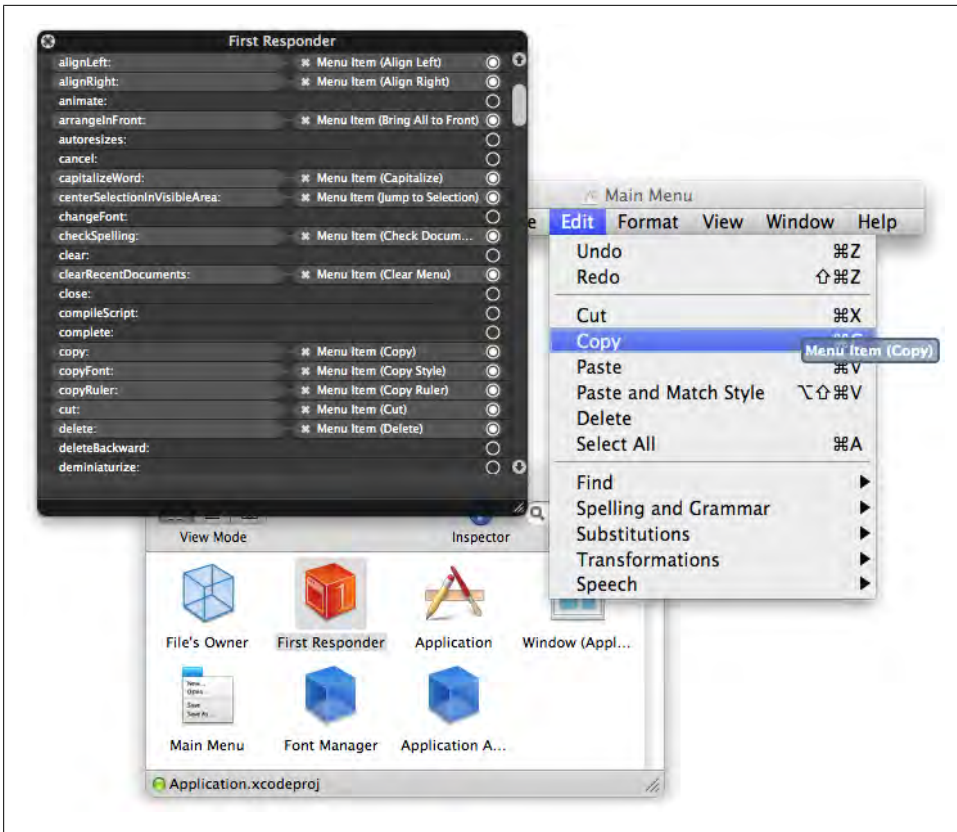 First Responder
alignLeft: Menu Item (Align Left)
alignRight: Menu Item (Align Right)
animate:
arrangeInFront: Menu Item (Bring All to Front)
autoresizes:
cancel:
capitalizeWord: Menu Item (Capitalize)
centerSelectionInVisibleArea: Menu Item (Jump to Selection)
changeFont:
checkSpelling: Menu Item (Check Docum...
clear:
clearRecentDocuments: Menu Item (Clear Menu)
close:
compileScript:
complete:
copy: Menu Item (Copy)
copyFont: Menu Item (Copy Style)
copyRuler: Menu Item (Copy Ruler)
cut: Menu Item (Cut)
delete: Menu Item (Delete)
deleteBackward:
deminiaturize:
Main Menu
e Edit Format View Window Help
Undo ⌘Z
Redo ⇧⌘Z
Cut ⌘X
Copy
Menu Item (Copy)
Paste ⌘V
Paste and Match Style ⌥⇧⌘V
Delete
Select All ⌘A
Find
Spelling and Grammar
Substitutions
Transformations
Speech
View Mode Inspector
File's Owner First Responder Application Window (Appl...
New...
Open...
Save
Save As...
Main Menu Font Manager Application A...
Application.xcodeproj